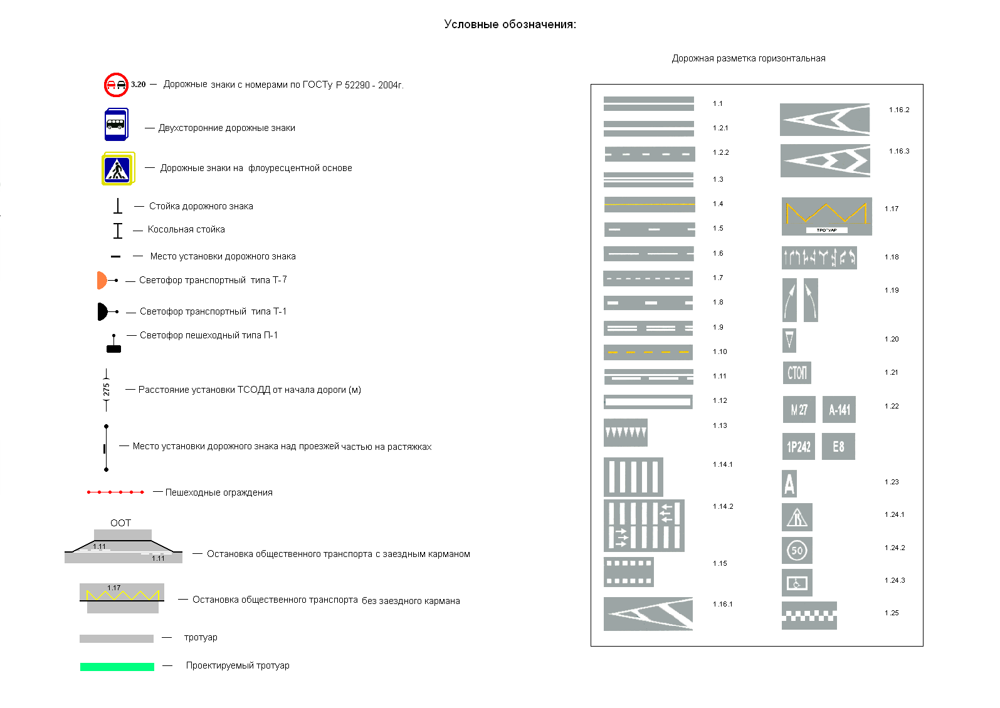 Условные обозначения:
3.20 — Дорожные знаки с номерами по ГОСТу Р 52290 - 2004г.
— Двухсторонние дорожные знаки
— Дорожные знаки на флоуресцентной основе
— Стойка дорожного знака
— Косольная стойка
— Место установки дорожного знака
— Светофор транспортный типа Т-7
— Светофор транспортный типа Т-1
— Светофор пешеходный типа П-1
(275) — Расстояние установки ТСОДД от начала дороги (м)
— Место установки дорожного знака над проезжей частью на растяжках
— Пешеходные ограждения
ООТ
1.11
1.11
— Остановка общественного транспорта с заездным карманом
1.17
— Остановка общественного транспорта без заездного кармана
— тротуар
— Проектируемый тротуар
Дорожная разметка горизонтальная
1.1
1.2.1
1.2.2
1.3
1.4
1.5
1.6
1.7
1.8
1.9
1.10
1.11
1.12
1.13
1.14.1
1.14.2
1.15
1.16.1
1.16.2
1.16.3
1.17
ТРОТУАР
1.18
1.19
1.20
СТОП 1.21
М 27 А-141 1.22
1Р242 Е8
А 1.23
1.24.1
50 1.24.2
1.24.3
1.25